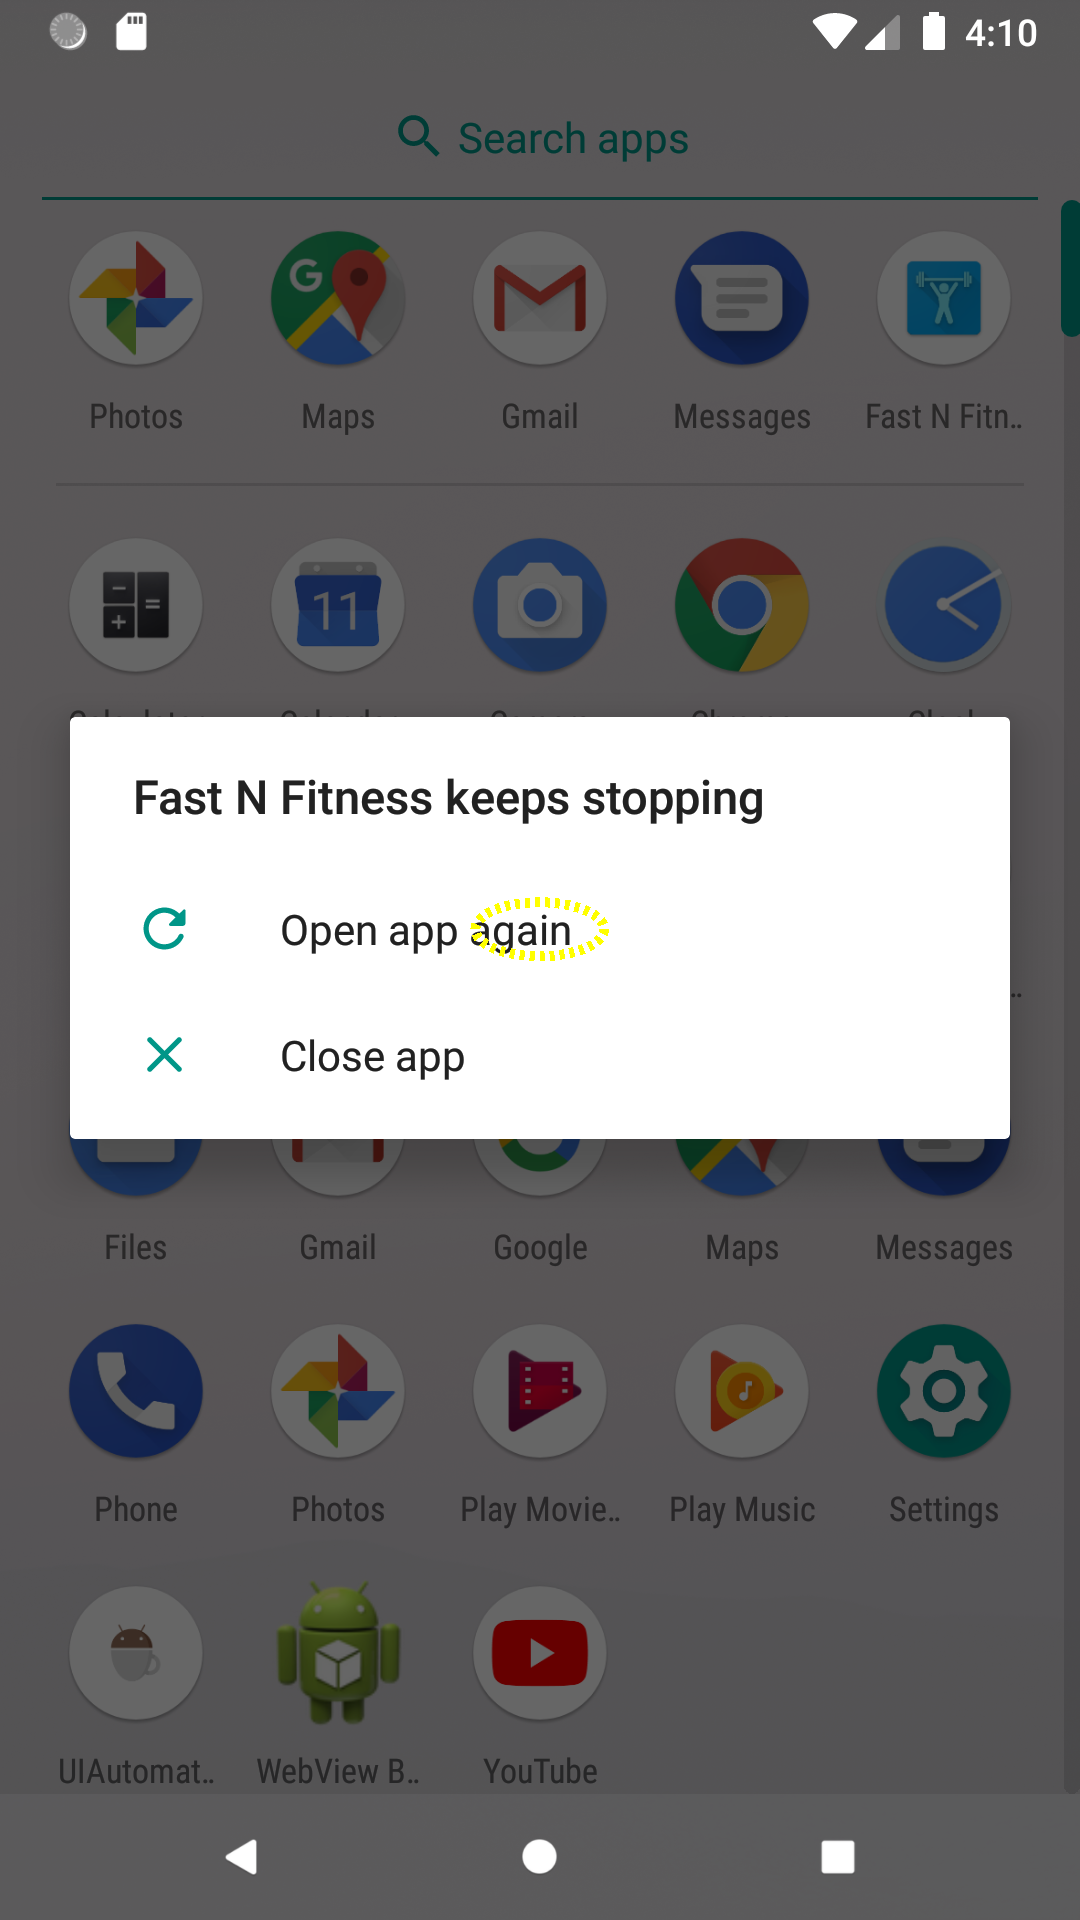 4:10
Search apps
Photos Maps Gmail Messages Fast N Fitn..
11
Fast N Fitness keeps stopping
Open app again
Close app
Files Gmail Google Maps Messages
Phone Photos Play Movie.. Play Music Settings
UIAutomat.. WebView B.. YouTube